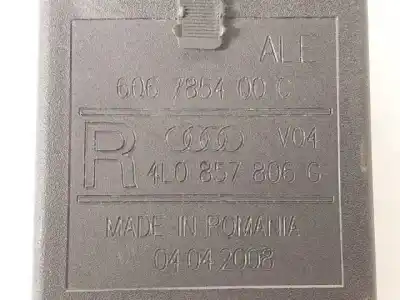 ALE
606 7854 00 C
R V04
4L0 857 806 G
MADE IN ROMANIA
04 04 2008